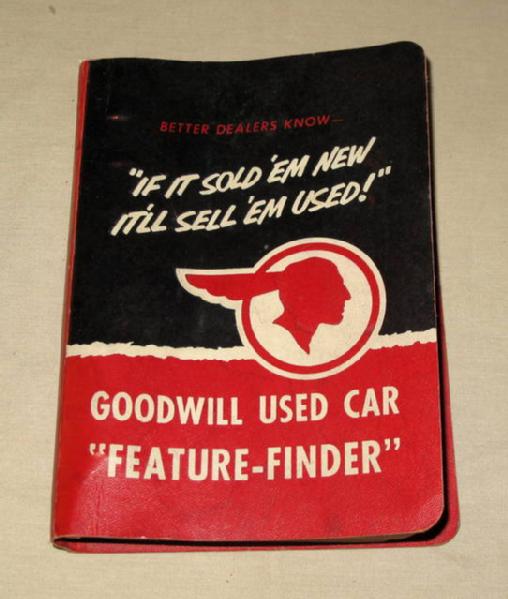 BETTER DEALERS KNOW—
"IF IT SOLD 'EM NEW
IT'LL SELL 'EM USED!"
GOODWILL USED CAR
"FEATURE-FINDER"